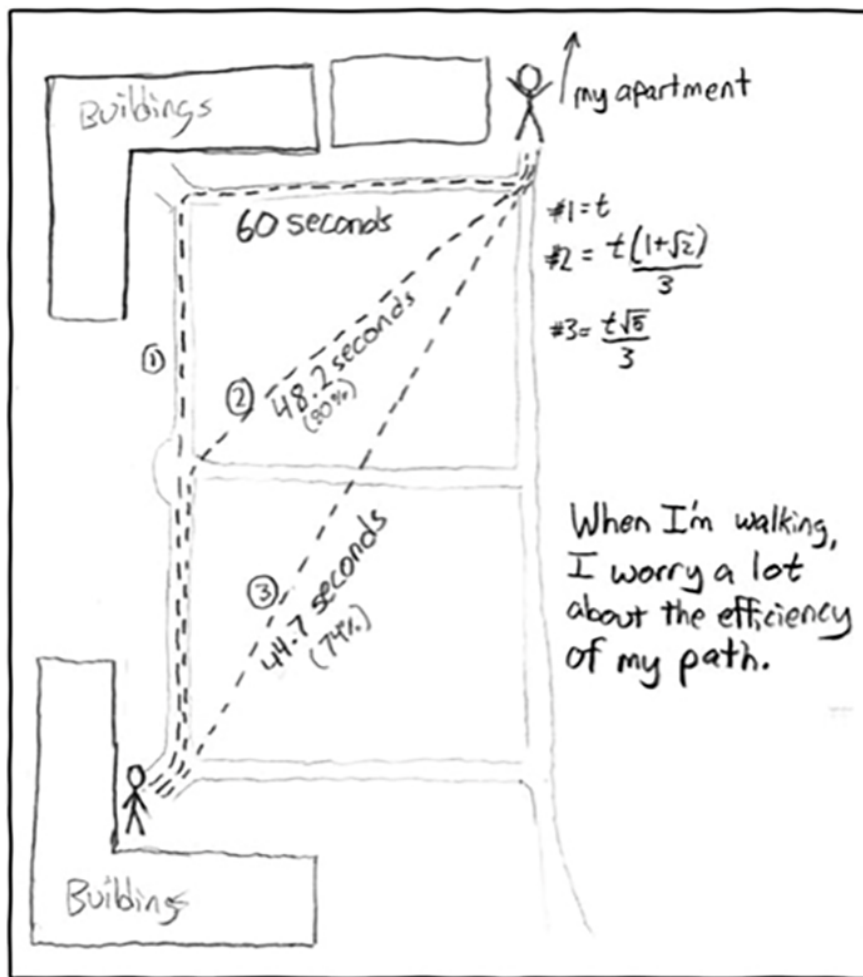 Buildings
my apartment
60 seconds
#1 = t
#2 = t(1+√2)/3
#3 = t√5/3
①
②
48.2 seconds
(80%)
③
44.7 seconds
(74%)
When I'm walking,
I worry a lot
about the efficiency
of my path.
Buildings